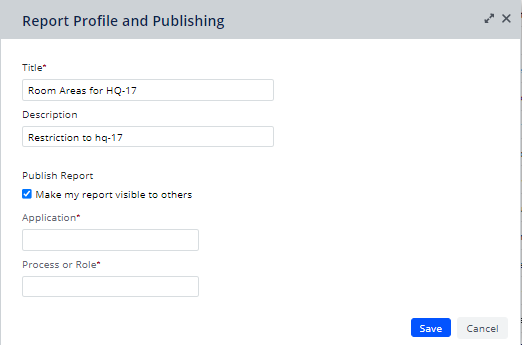 Report Profile and Publishing
Title*
Room Areas for HQ-17
Description
Restriction to hq-17
Publish Report
Make my report visible to others
Application*
Process or Role*
Save Cancel